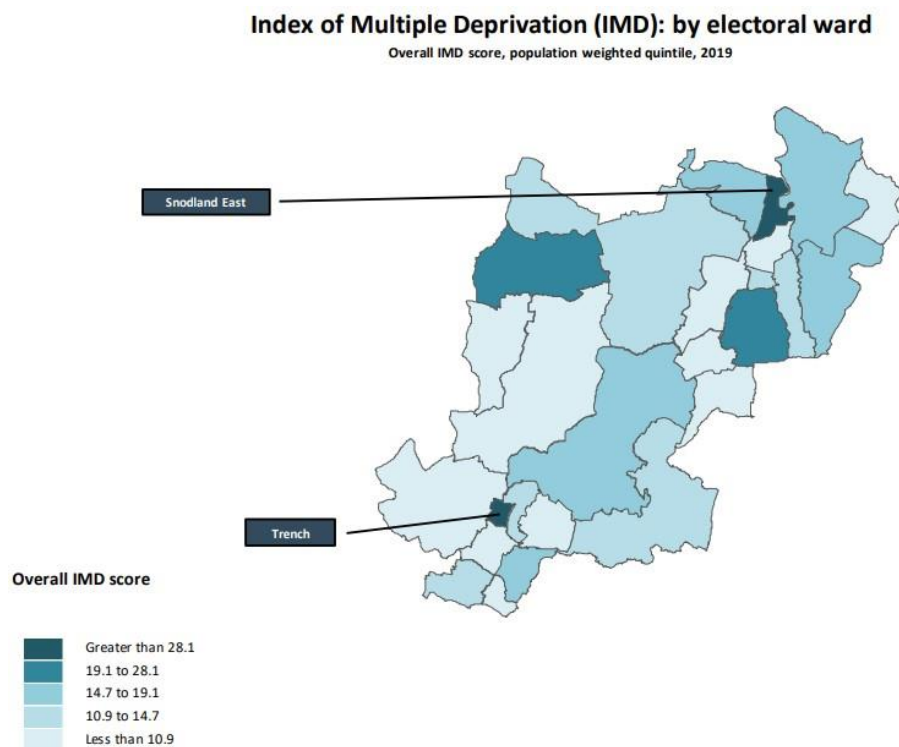 Index of Multiple Deprivation (IMD): by electoral ward
Overall IMD score, population weighted quintile, 2019
Snodland East
Trench
Overall IMD score
Greater than 28.1
19.1 to 28.1
14.7 to 19.1
10.9 to 14.7
Less than 10.9